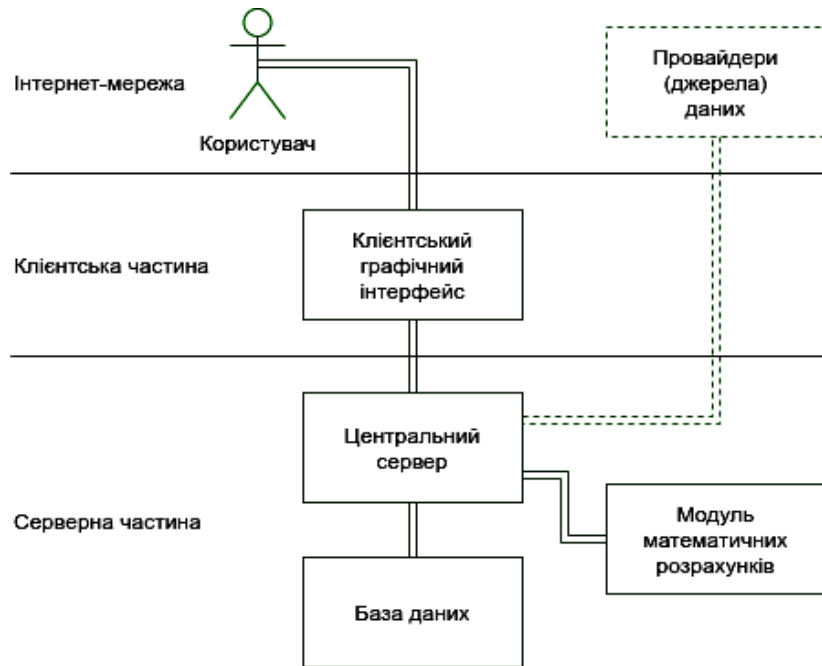 Інтернет-мережа
Користувач
Провайдери
(джерела)
даних
Клієнтська частина
Клієнтський
графічний
інтерфейс
Серверна частина
Центральний
сервер
Модуль
математичних
розрахунків
База даних